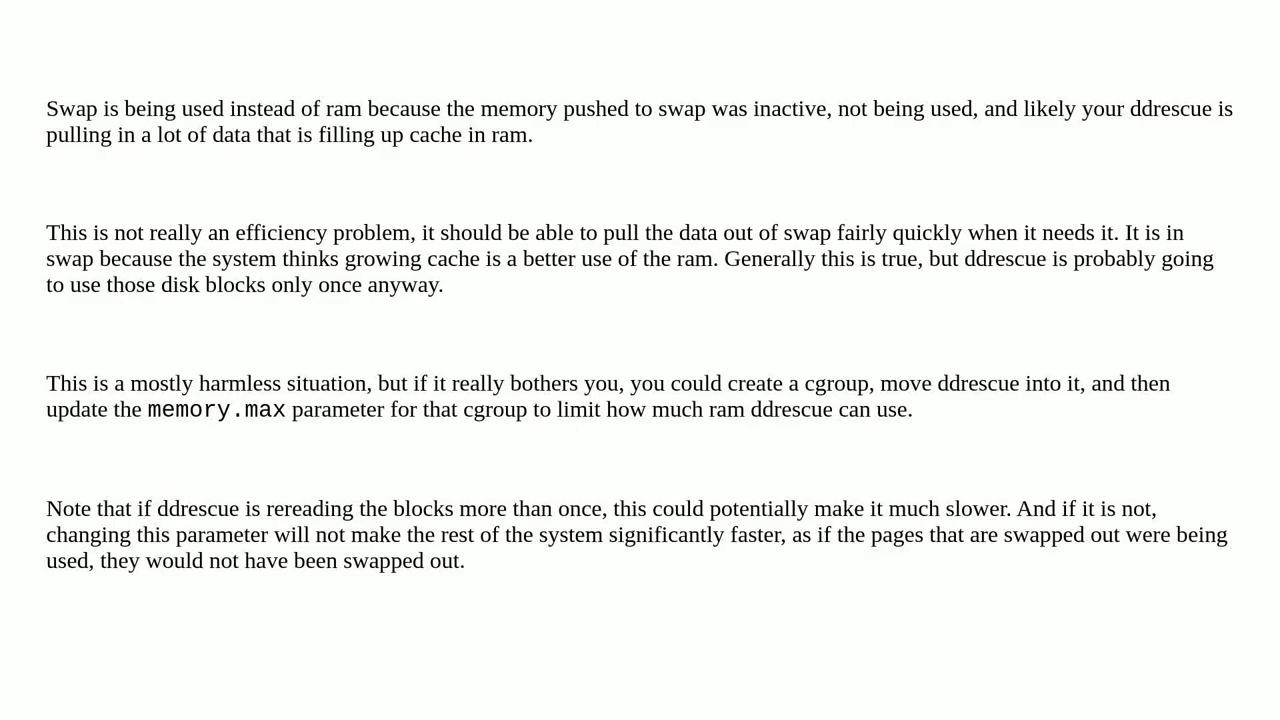 Swap is being used instead of ram because the memory pushed to swap was inactive, not being used, and likely your ddrescue is
pulling in a lot of data that is filling up cache in ram.
This is not really an efficiency problem, it should be able to pull the data out of swap fairly quickly when it needs it. It is in
swap because the system thinks growing cache is a better use of the ram. Generally this is true, but ddrescue is probably going
to use those disk blocks only once anyway.
This is a mostly harmless situation, but if it really bothers you, you could create a cgroup, move ddrescue into it, and then
update the memory.max parameter for that cgroup to limit how much ram ddrescue can use.
Note that if ddrescue is rereading the blocks more than once, this could potentially make it much slower. And if it is not,
changing this parameter will not make the rest of the system significantly faster, as if the pages that are swapped out were being
used, they would not have been swapped out.